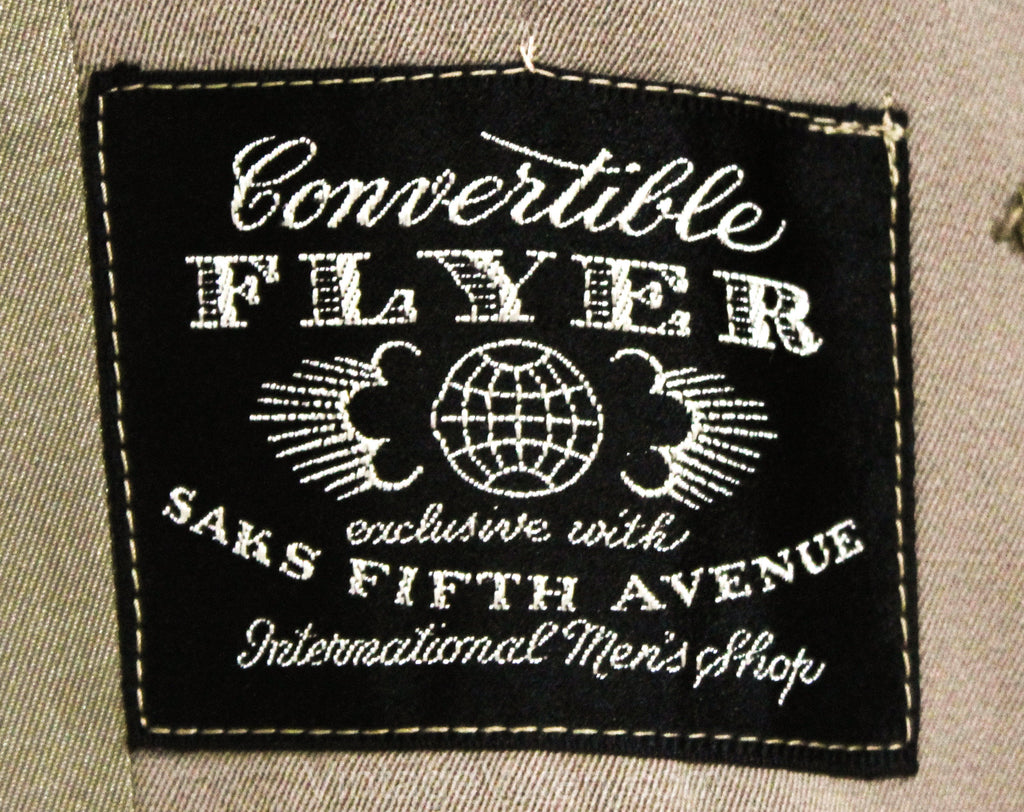 Convertible
FLYER
exclusive with
SAKS FIFTH AVENUE
International Men's Shop